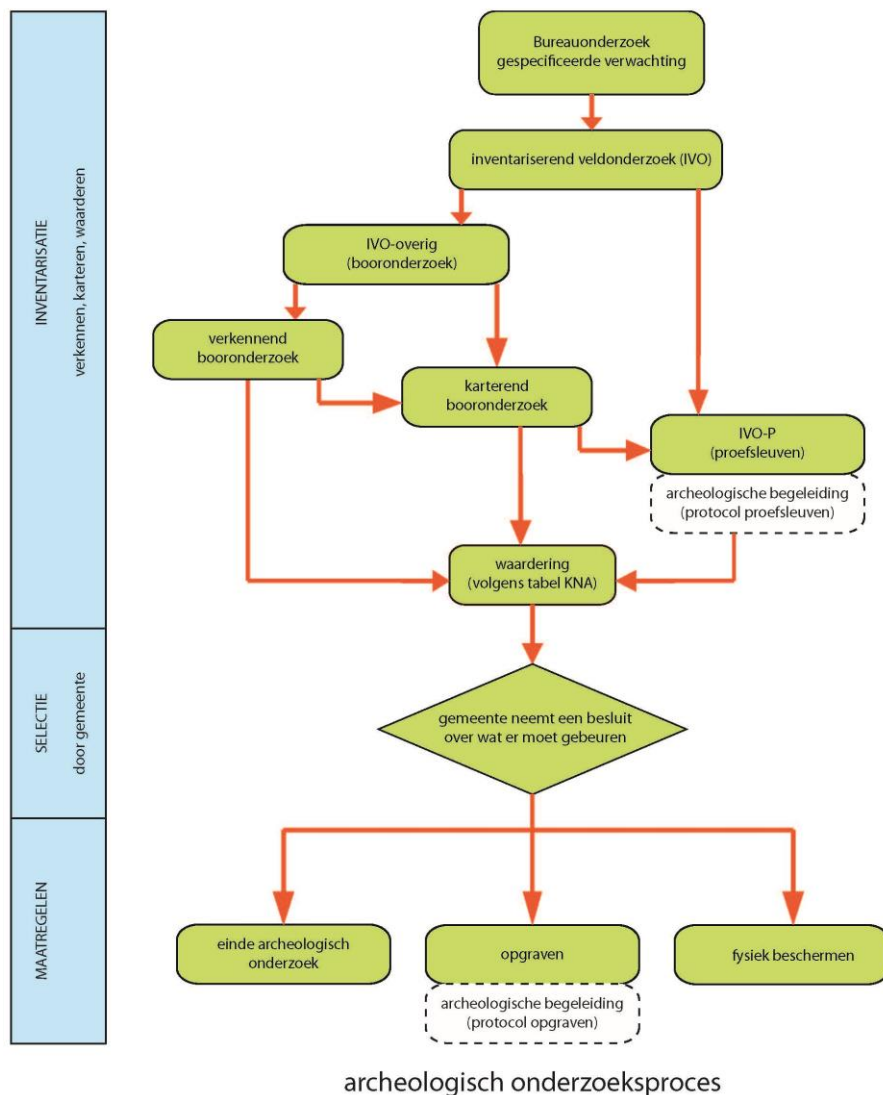 INVENTARISATIE
verkennen, karteren, waarderen
SELECTIE
door gemeente
MAATREGELEN
Bureauonderzoek
gespecificeerde verwachting
inventariserend veldonderzoek (IVO)
IVO-overig
(booronderzoek)
verkennend
booronderzoek
karterend
booronderzoek
IVO-P
(proefsleuven)
archeologische begeleiding
(protocol proefsleuven)
waardering
(volgens tabel KNA)
gemeente neemt een besluit
over wat er moet gebeuren
einde archeologisch
onderzoek
opgraven
archeologische begeleiding
(protocol opgraven)
fysiek beschermen
archeologisch onderzoeksproces